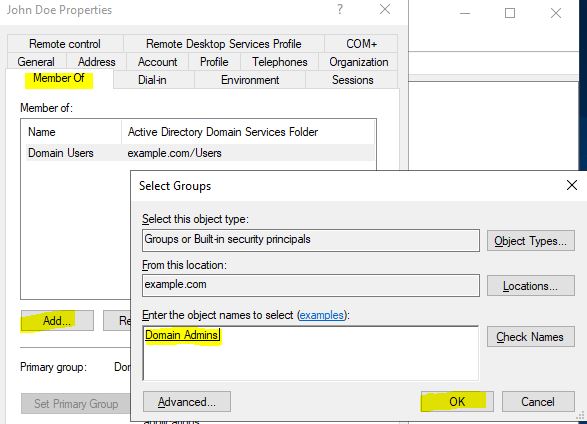 John Doe Properties
Remote control Remote Desktop Services Profile COM+
General Address Account Profile Telephones Organization
Member Of Dial-in Environment Sessions
Member of:
Name Active Directory Domain Services Folder
Domain Users example.com/Users
Add...
Primary group:
Set Primary Group
Select Groups
Select this object type:
Groups or Built-in security principals
Object Types...
From this location:
example.com
Locations...
Enter the object names to select (examples):
Domain Admins
Check Names
Advanced...
OK
Cancel